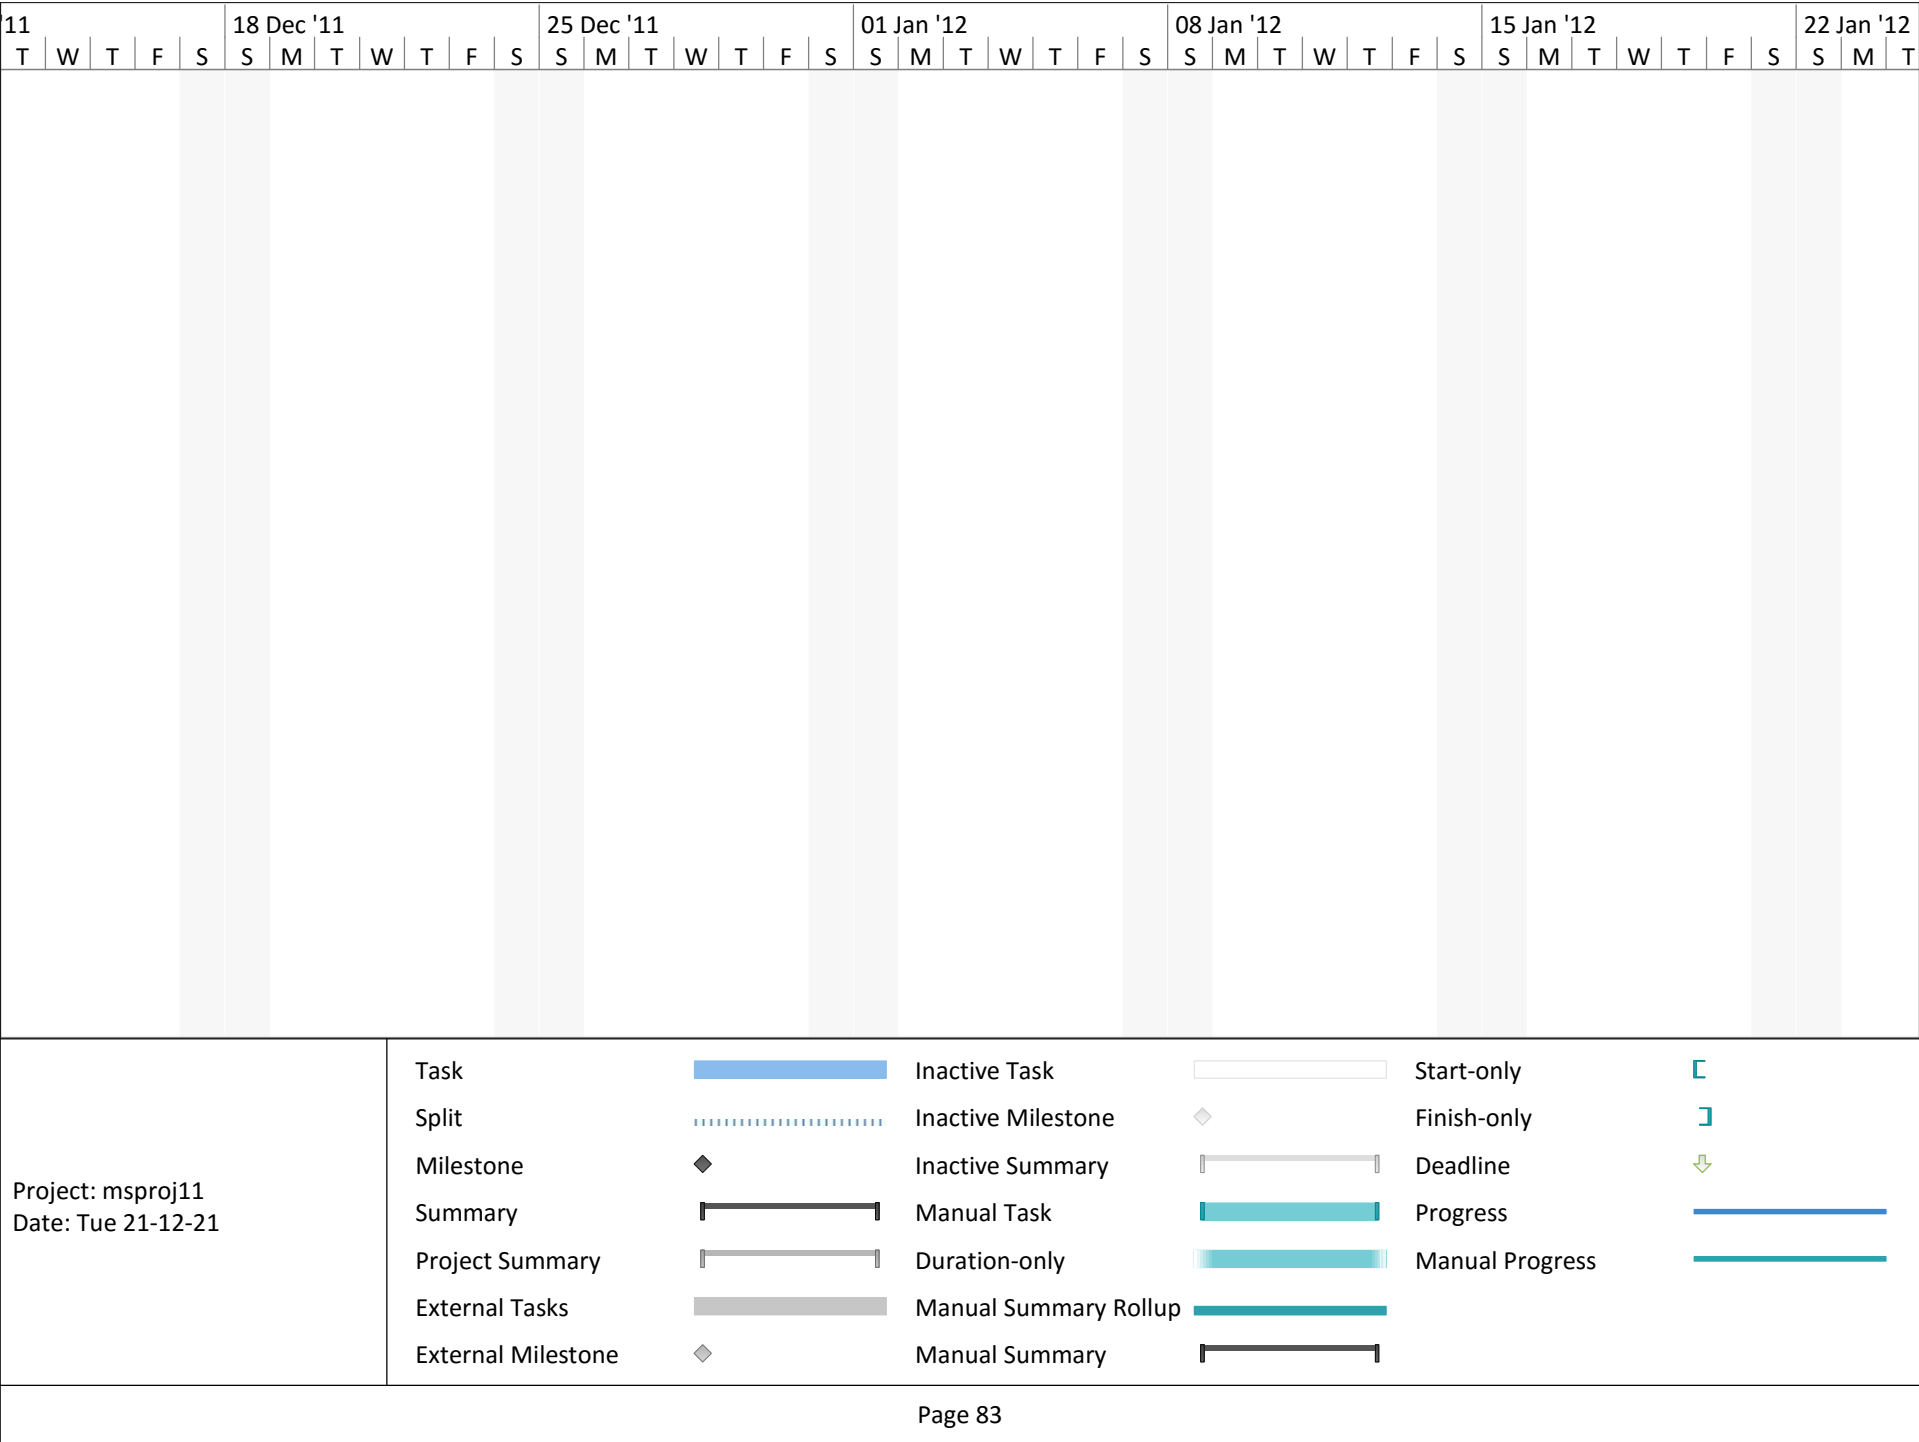 '11 18 Dec '11 25 Dec '11 01 Jan '12 08 Jan '12 15 Jan '12 22 Jan '12
T W T F S S M T W T F S S M T W T F S S M T W T F S S M T W T F S S M T W T F S S M T
Task Inactive Task Start-only
Split Inactive Milestone Finish-only
Milestone Inactive Summary Deadline
Project: msproj11
Date: Tue 21-12-21
Summary Manual Task Progress
Project Summary Duration-only Manual Progress
External Tasks Manual Summary Rollup
External Milestone Manual Summary
Page 83